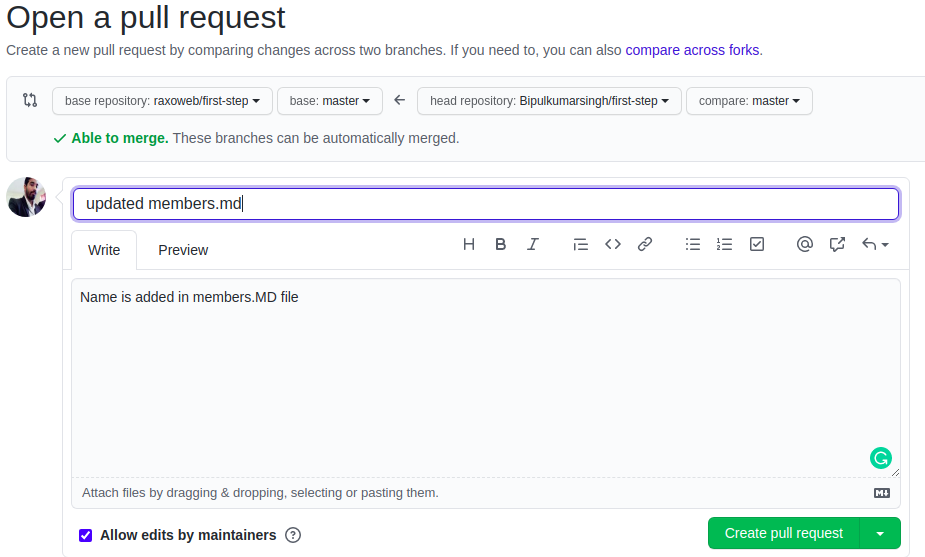 Open a pull request
Create a new pull request by comparing changes across two branches. If you need to, you can also compare across forks.
base repository: raxoweb/first-step base: master head repository: Bipulkumarsingh/first-step compare: master
Able to merge. These branches can be automatically merged.
updated members.md
Write Preview
Name is added in members.MD file
Attach files by dragging & dropping, selecting or pasting them.
Allow edits by maintainers
Create pull request